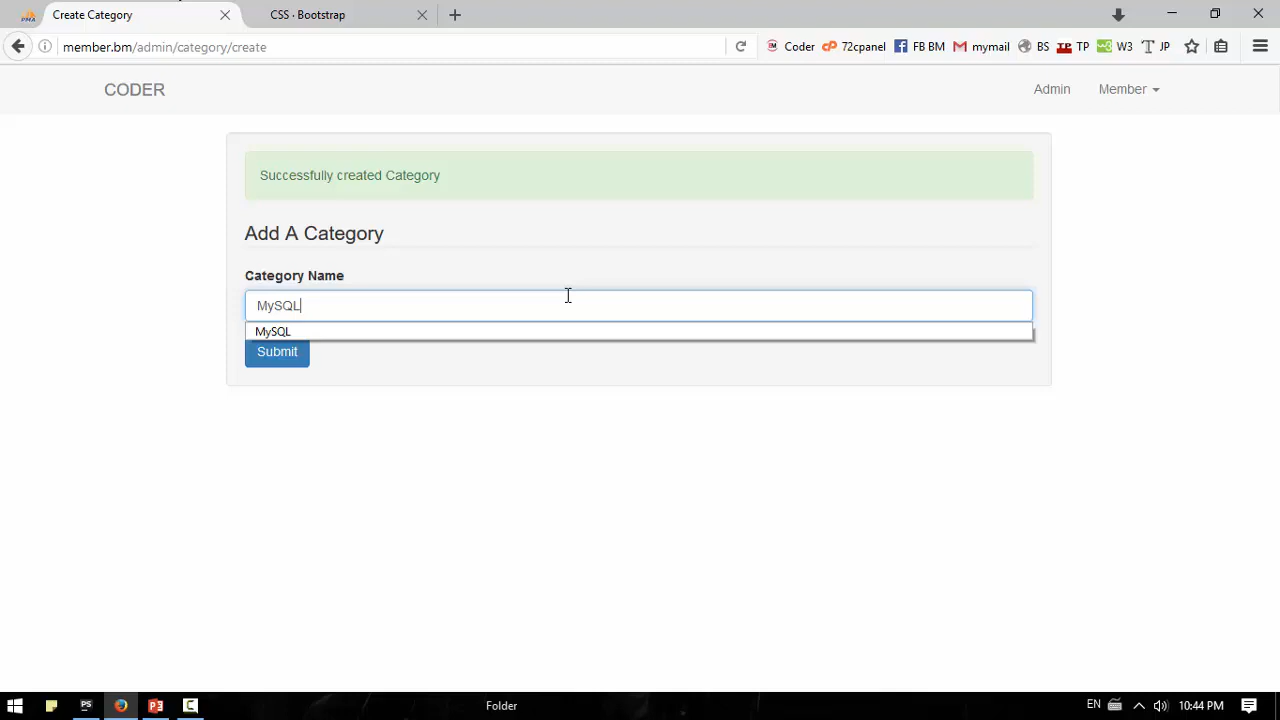 Create Category
CSS · Bootstrap
member.bm/admin/category/create
Coder
72cpanel
FB BM
mymail
BS
TP
W3
JP
CODER
Admin
Member
Successfully created Category
Add A Category
Category Name
MySQL
MySQL
Submit
Folder
EN
10:44 PM